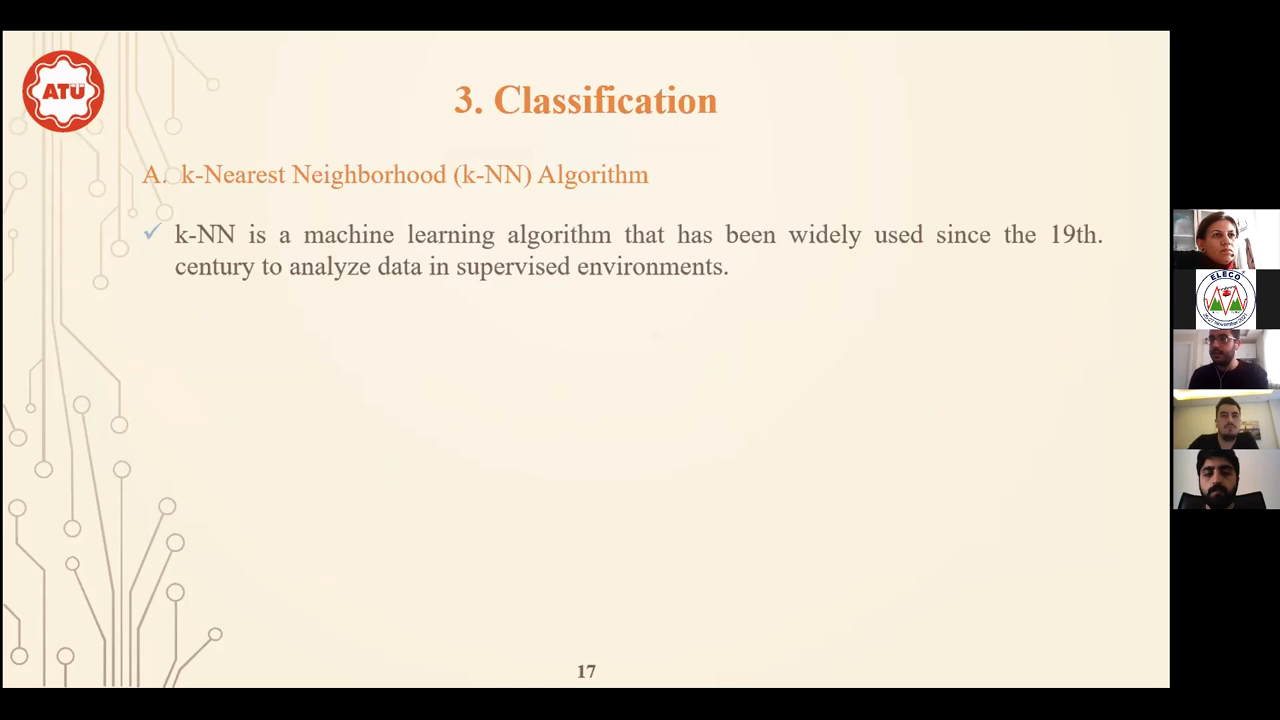 ATÜ
3. Classification
A. k-Nearest Neighborhood (k-NN) Algorithm
k-NN is a machine learning algorithm that has been widely used since the 19th.
century to analyze data in supervised environments.
17
ELECO